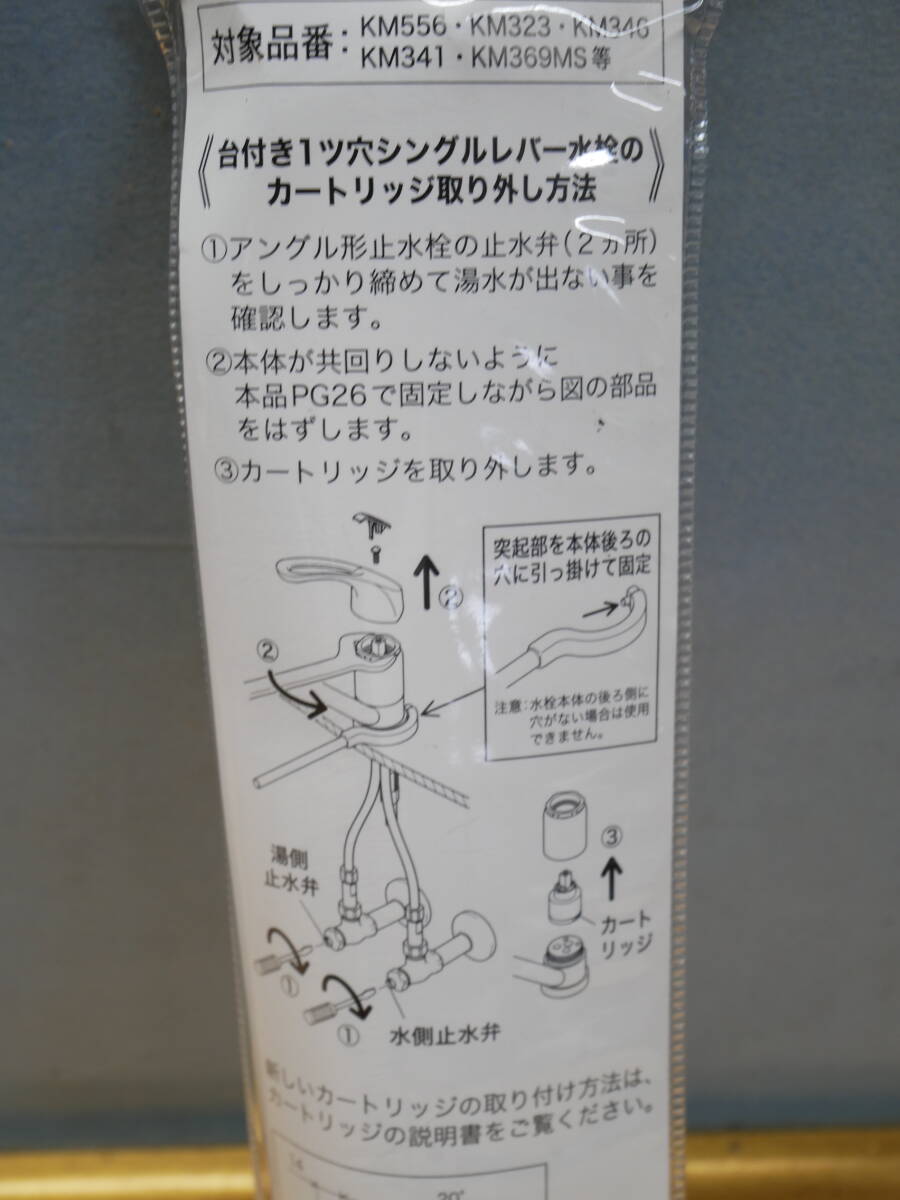 対象品番：KM556・KM323・KM346
KM341・KM369MS等
《台付き1ツ穴シングルレバー水栓の
カートリッジ取り外し方法》
①アングル形止水栓の止水弁（2ヵ所）
をしっかり締めて湯水が出ない事を
確認します。
②本体が共回りしないように
本品PG26で固定しながら図の部品
をはずします。
③カートリッジを取り外します。
突起部を本体後ろの
穴に引っ掛けて固定
②
②
注意：水栓本体の後ろ側に
穴がない場合は使用
できません。
③
湯側
止水弁
カート
リッジ
①
①
水側止水弁
新しいカートリッジの取り付け方法は、
カートリッジの説明書をご覧ください。
14
20°